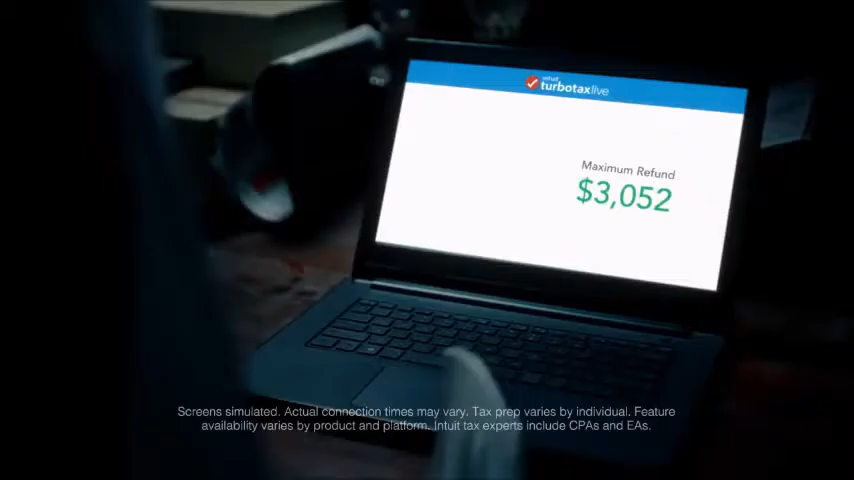 intuit
turbotaxlive
Maximum Refund
$3,052
Screens simulated. Actual connection times may vary. Tax prep varies by individual. Feature
availability varies by product and platform. Intuit tax experts include CPAs and EAs.